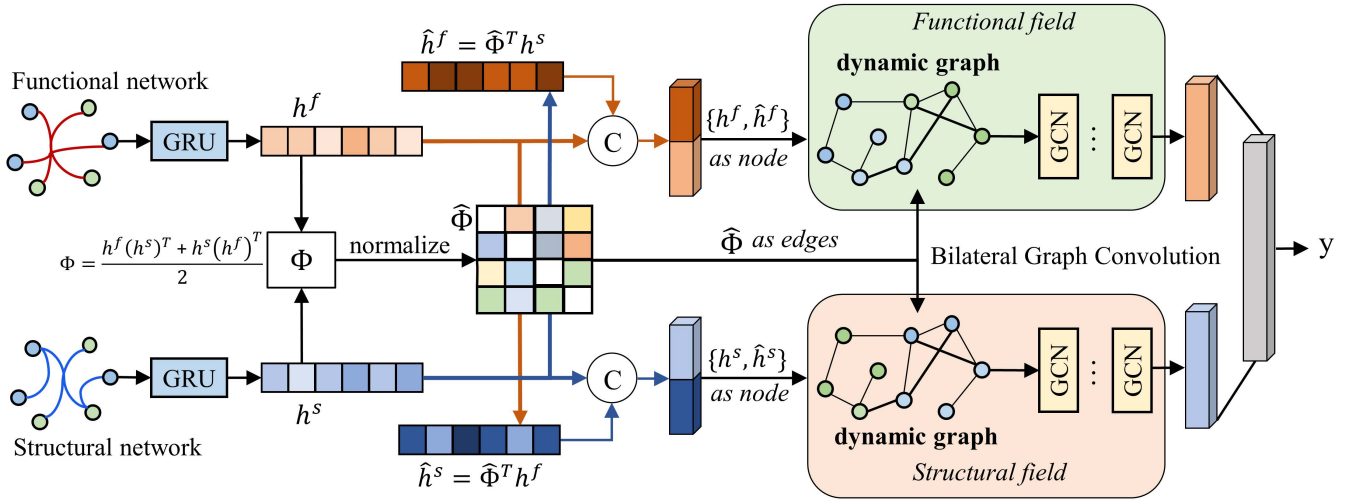 Functional network
GRU
h^f
ĥ^f = Φ̂^T h^s
C
{h^f, ĥ^f}
as node
Functional field
dynamic graph
GCN
...
GCN
Φ = (h^f(h^s)^T + h^s(h^f)^T) / 2
Φ
normalize
Φ̂
Φ̂ as edges
Bilateral Graph Convolution
y
GRU
h^s
Structural network
C
ĥ^s = Φ̂^T h^f
{h^s, ĥ^s}
as node
GCN
...
GCN
dynamic graph
Structural field